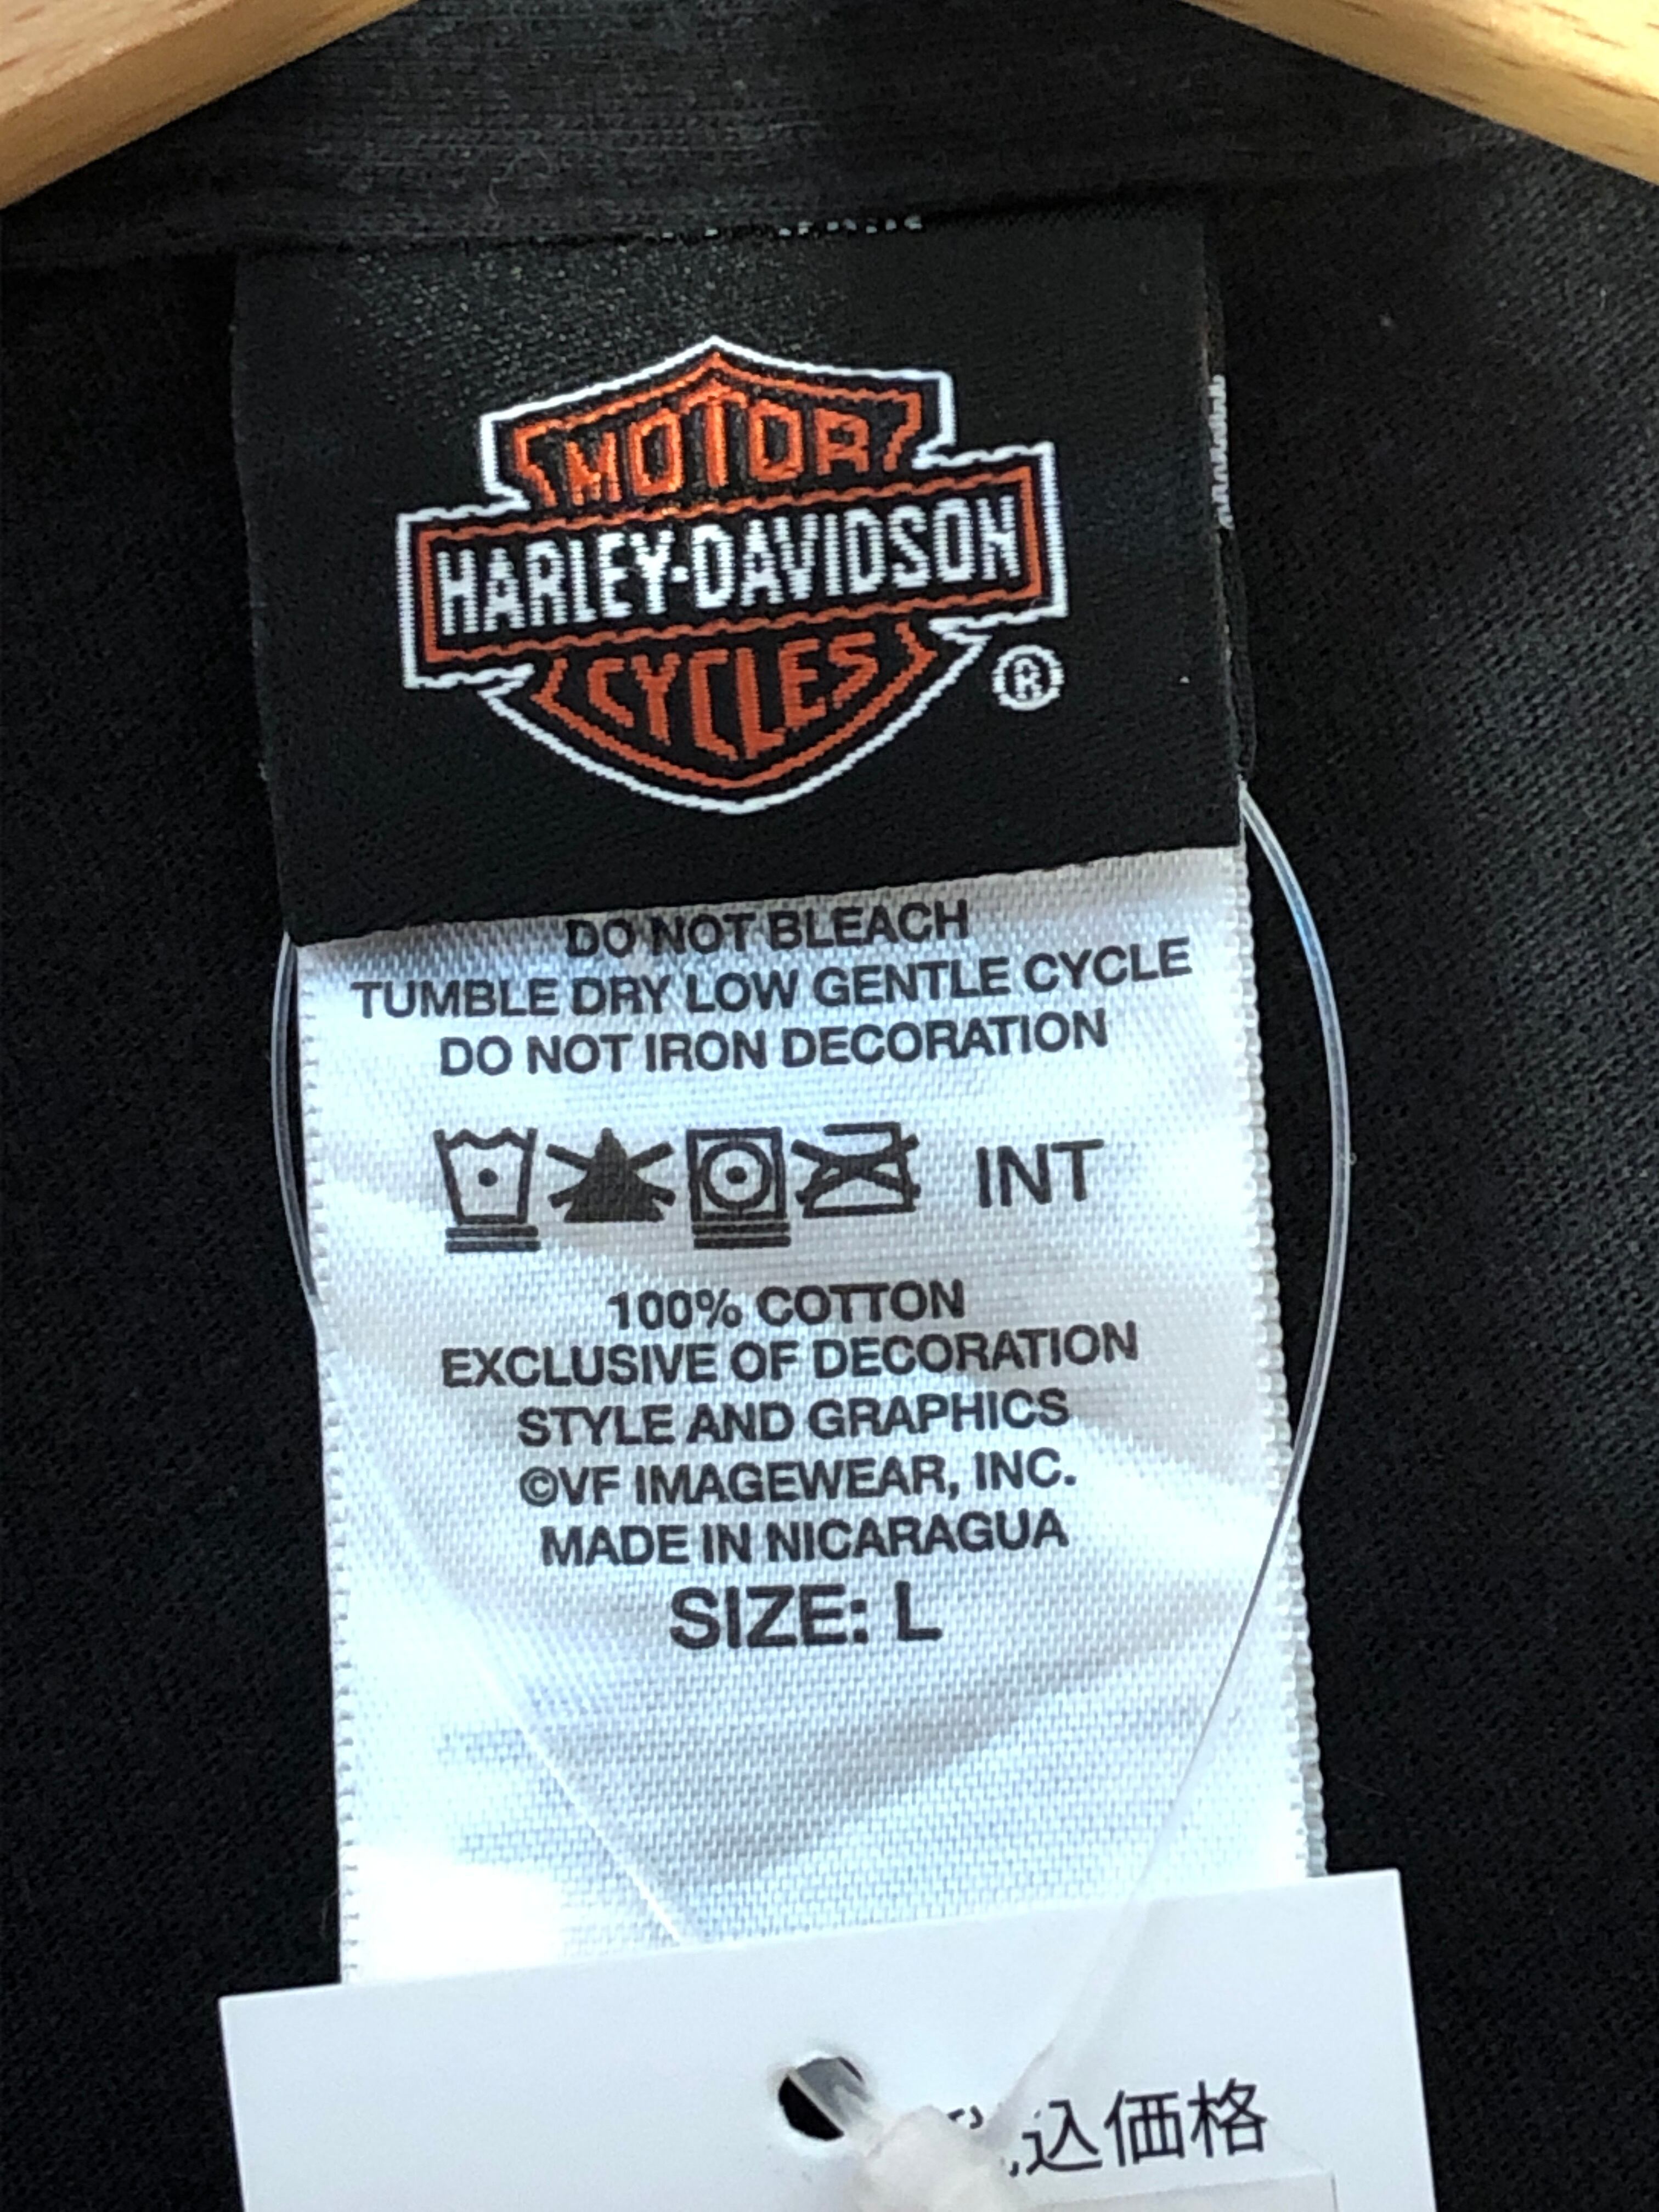 MOTOR
HARLEY-DAVIDSON
CYCLES
®
DO NOT BLEACH
TUMBLE DRY LOW GENTLE CYCLE
DO NOT IRON DECORATION
INT
100% COTTON
EXCLUSIVE OF DECORATION
STYLE AND GRAPHICS
©VF IMAGEWEAR, INC.
MADE IN NICARAGUA
SIZE: L
込価格